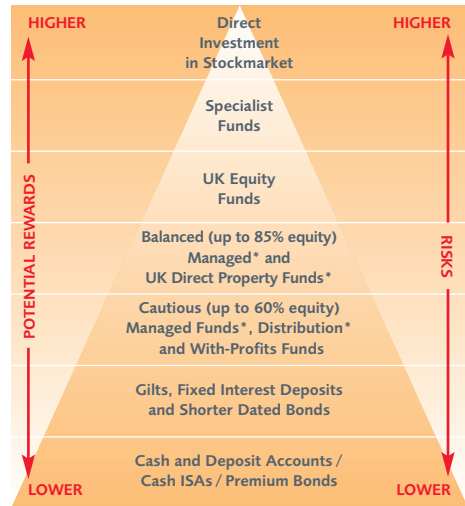 HIGHER
Direct
Investment
in Stockmarket
HIGHER
Specialist
Funds
UK Equity
Funds
POTENTIAL REWARDS
RISKS
Balanced (up to 85% equity)
Managed* and
UK Direct Property Funds*
Cautious (up to 60% equity)
Managed Funds*, Distribution*
and With-Profits Funds
Gilts, Fixed Interest Deposits
and Shorter Dated Bonds
Cash and Deposit Accounts /
Cash ISAs / Premium Bonds
LOWER
LOWER